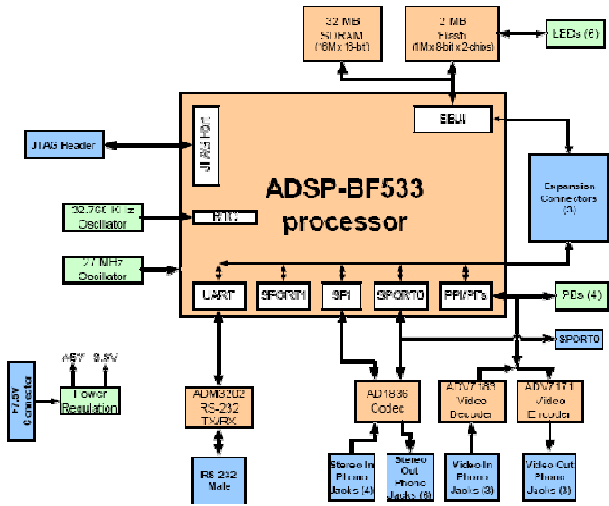 32 MB
SDRAM
(16M x 16-bit)
2 MB
Flash
(1M x 8-bit x 2-chips)
LEDs (6)
EBIU
JTAG Header
JTAG Port
ADSP-BF533
processor
Expansion
Connectors
(3)
32.768 KHz
Oscillator
RTC
27 MHz
Oscillator
UART
SPORT1
SPI
SPORT0
PPI/PFs
PBs (4)
SPORT0
Connector
Power
Regulation
ADM3202
RS-232
TX/RX
AD1836
Codec
ADV7183
Video
Decoder
ADV7171
Video
Encoder
RS-232
Male
Stereo In
Phono
Jacks (4)
Stereo
Out
Phono
Jacks (6)
Video In
Phono
Jacks (3)
Video Out
Phono
Jacks (3)